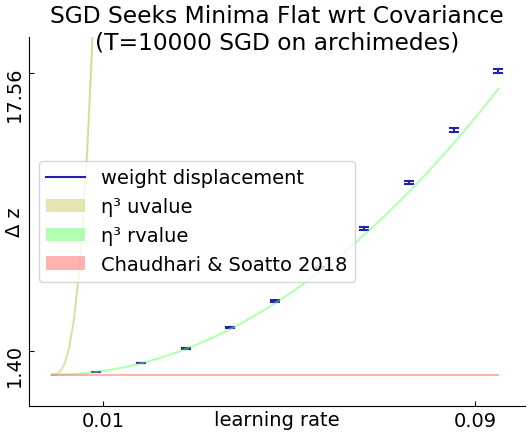 SGD Seeks Minima Flat wrt Covariance
(T=10000 SGD on archimedes)
17.56
Δ z
1.40
weight displacement
η³ uvalue
η³ rvalue
Chaudhari & Soatto 2018
0.01
learning rate
0.09